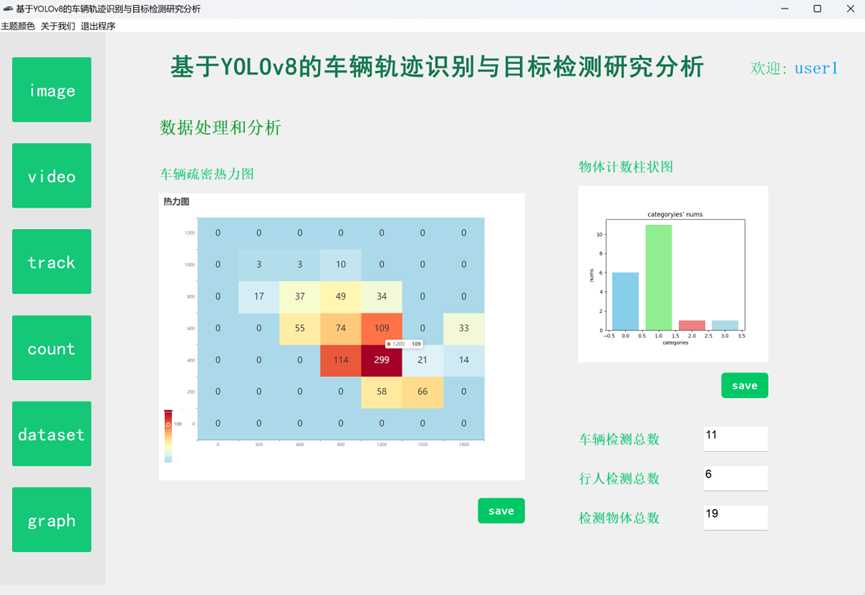 基于YOLOv8的车辆轨迹识别与目标检测研究分析
主题颜色 关于我们 退出程序
基于YOLOv8的车辆轨迹识别与目标检测研究分析
欢迎: user1
image
video
track
count
dataset
graph
数据处理和分析
车辆疏密热力图
热力图
1200 0 0 0 0 0 0 0
1000 0 3 3 10 0 0 0
800 0 17 37 49 34 0 0
600 0 0 55 74 109 0 33
1200 109
400 0 0 0 114 299 21 14
200 0 0 0 0 58 66 0
0 0 0 0 0 0 0 0
109
0 300 600 900 1200 1500 1800
save
物体计数柱状图
categoryies' nums
nums
10
8
6
4
2
0
−0.5 0.0 0.5 1.0 1.5 2.0 2.5 3.0 3.5
categories
save
车辆检测总数 11
行人检测总数 6
检测物体总数 19